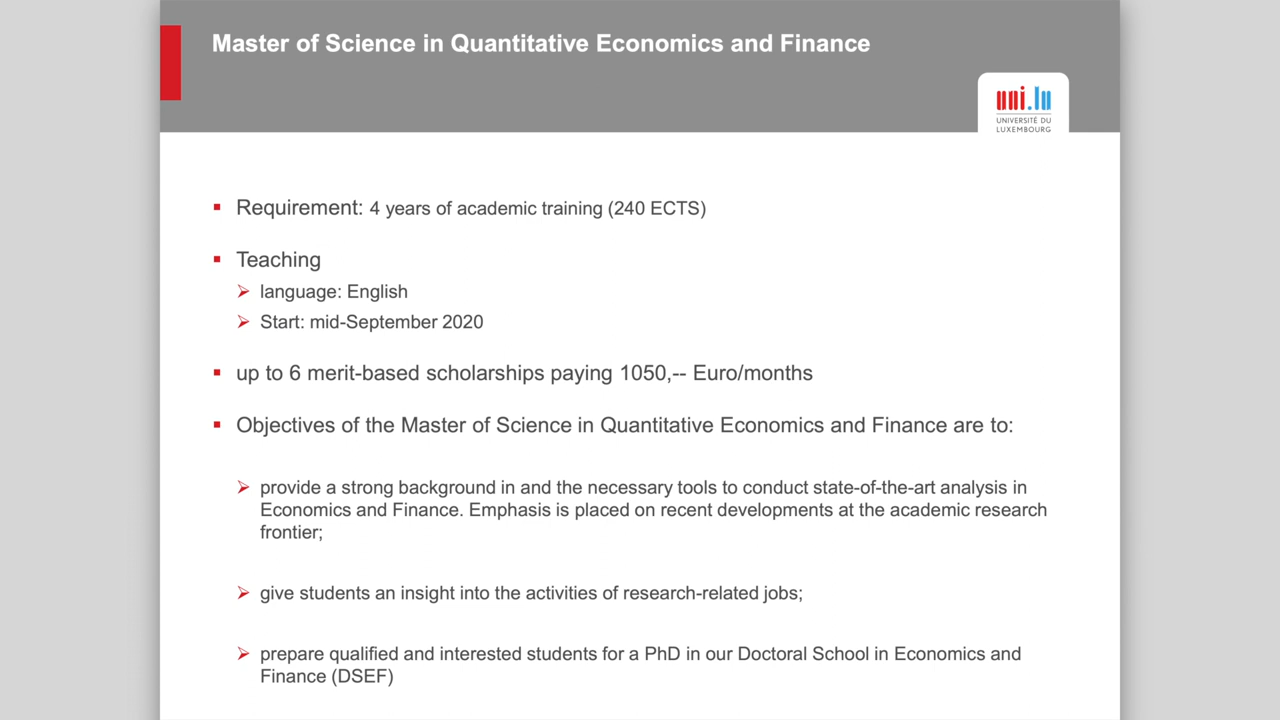 Master of Science in Quantitative Economics and Finance
uni.lu
UNIVERSITÉ DU
LUXEMBOURG
Requirement: 4 years of academic training (240 ECTS)
Teaching
language: English
Start: mid-September 2020
up to 6 merit-based scholarships paying 1050,-- Euro/months
Objectives of the Master of Science in Quantitative Economics and Finance are to:
provide a strong background in and the necessary tools to conduct state-of-the-art analysis in
Economics and Finance. Emphasis is placed on recent developments at the academic research
frontier;
give students an insight into the activities of research-related jobs;
prepare qualified and interested students for a PhD in our Doctoral School in Economics and
Finance (DSEF)